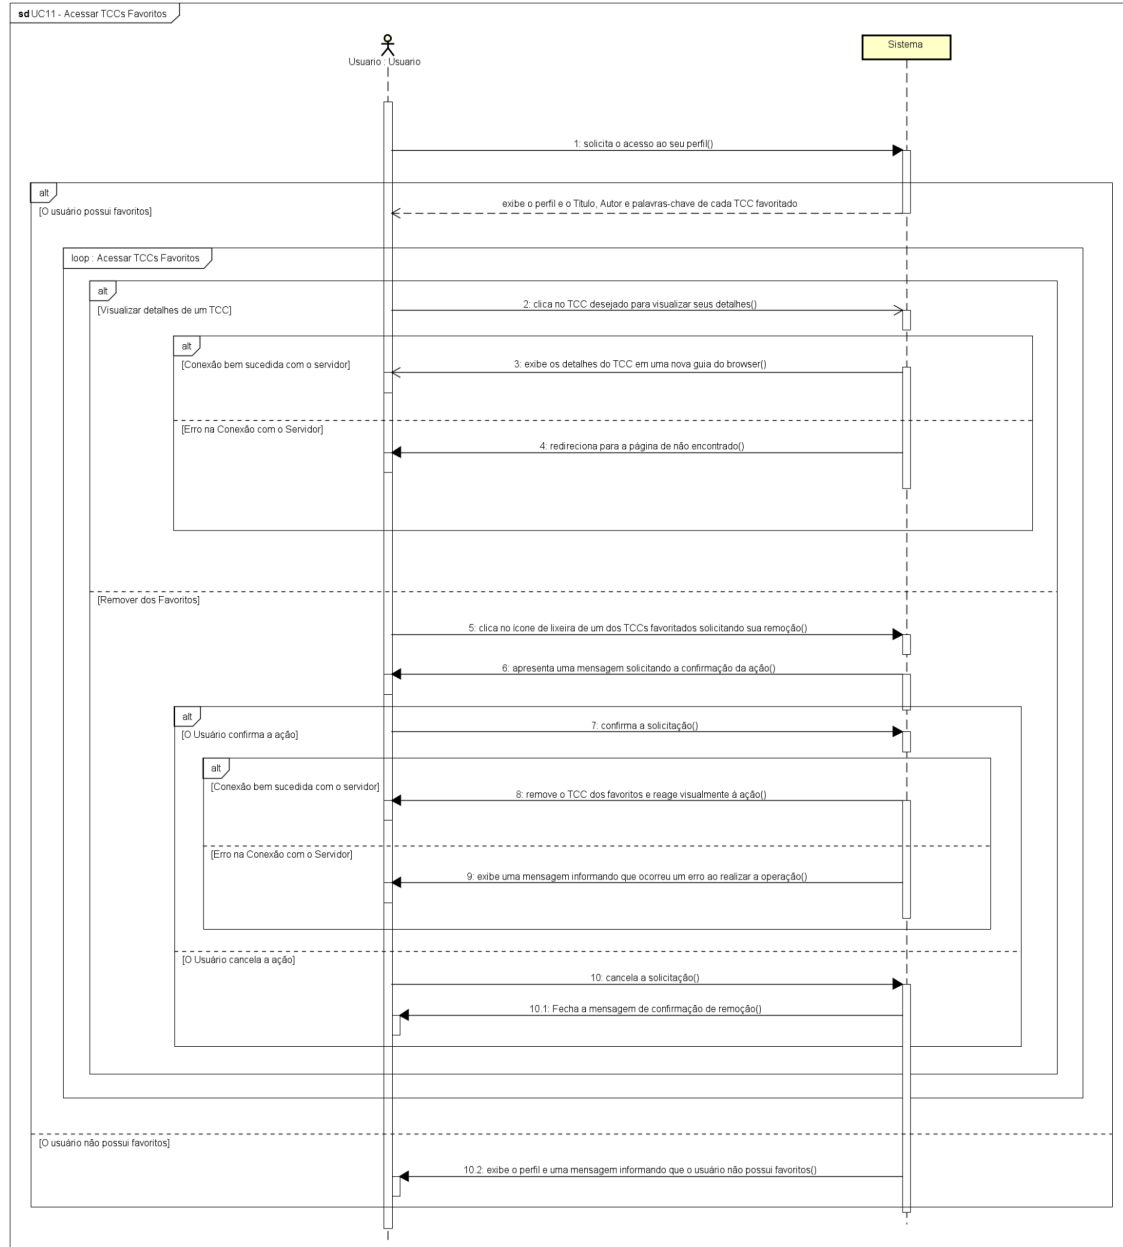 sd UC11 - Acessar TCCs Favoritos
Usuario : Usuario
Sistema
1: solicita o acesso ao seu perfil()
alt
[O usuário possui favoritos]
exibe o perfil e o Título, Autor e palavras-chave de cada TCC favoritado
loop : Acessar TCCs Favoritos
alt
[Visualizar detalhes de um TCC]
2: clica no TCC desejado para visualizar seus detalhes()
alt
[Conexão bem sucedida com o servidor]
3: exibe os detalhes do TCC em uma nova guia do browser()
[Erro na Conexão com o Servidor]
4: redireciona para a página de não encontrado()
[Remover dos Favoritos]
5: clica no ícone de lixeira de um dos TCCs favoritados solicitando sua remoção()
6: apresenta uma mensagem solicitando a confirmação da ação()
alt
[O Usuário confirma a ação]
7: confirma a solicitação()
alt
[Conexão bem sucedida com o servidor]
8: remove o TCC dos favoritos e reage visualmente á ação()
[Erro na Conexão com o Servidor]
9: exibe uma mensagem informando que ocorreu um erro ao realizar a operação()
[O Usuário cancela a ação]
10: cancela a solicitação()
10.1: Fecha a mensagem de confirmação de remoção()
[O usuário não possui favoritos]
10.2: exibe o perfil e uma mensagem informando que o usuário não possui favoritos()